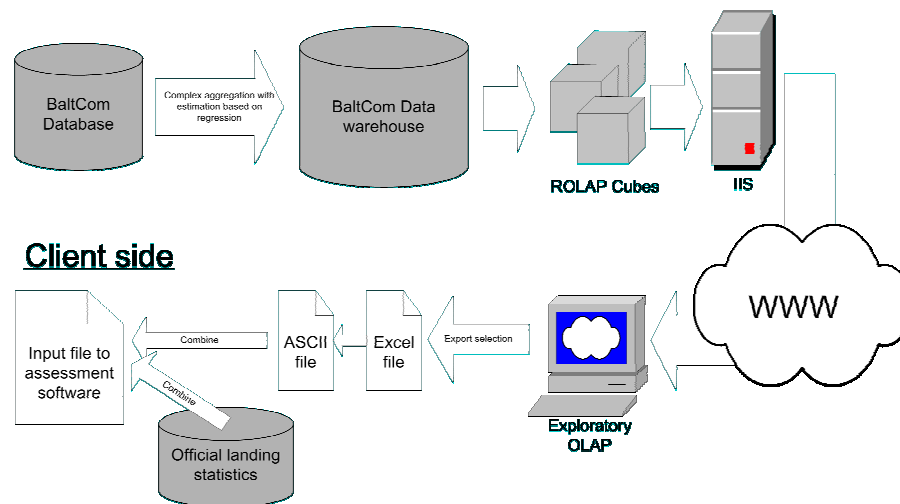 BaltCom
Database
Complex aggregation with
estimation based on
regression
BaltCom Data
warehouse
ROLAP Cubes
IIS
Client side
WWW
Input file to
assessment
software
Combine
ASCII
file
Excel
file
Export selection
Combine
Exploratory
OLAP
Official landing
statistics